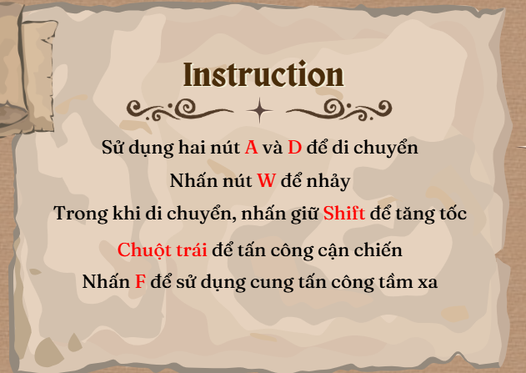 Instruction
Sử dụng hai nút A và D để di chuyển
Nhấn nút W để nhảy
Trong khi di chuyển, nhấn giữ Shift để tăng tốc
Chuột trái để tấn công cận chiến
Nhấn F để sử dụng cung tấn công tầm xa